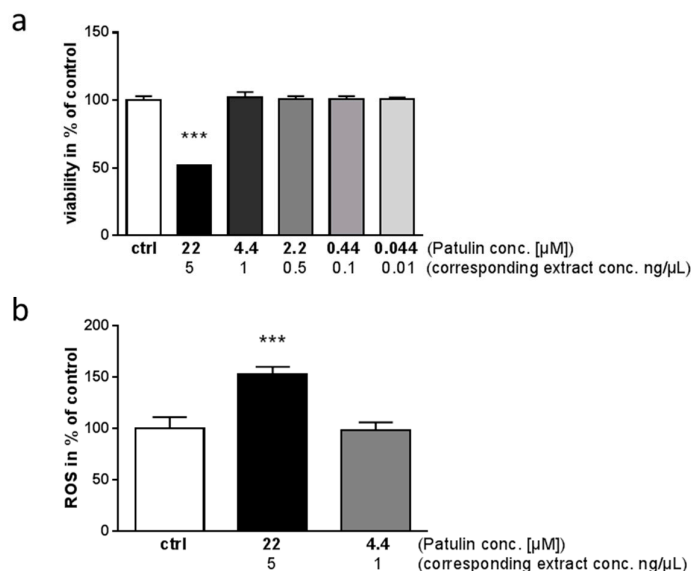 a
150
100
50
0
viability in % of control
***
ctrl 22 4.4 2.2 0.44 0.044 (Patulin conc. [µM])
5 1 0.5 0.1 0.01 (corresponding extract conc. ng/µL)
b
200
150
100
50
0
ROS in % of control
***
ctrl 22 4.4 (Patulin conc. [µM])
5 1 (corresponding extract conc. ng/µL)